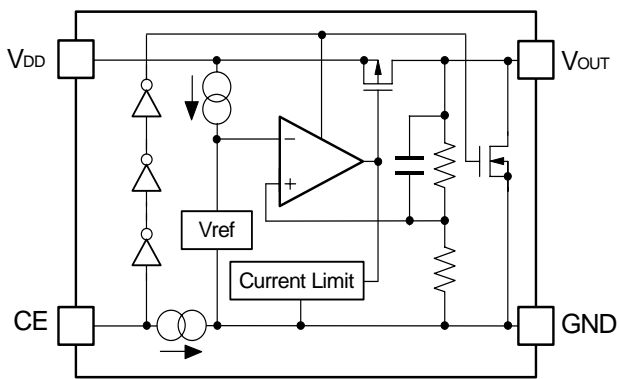 VDD
VOUT
−
+
Vref
Current Limit
CE
GND